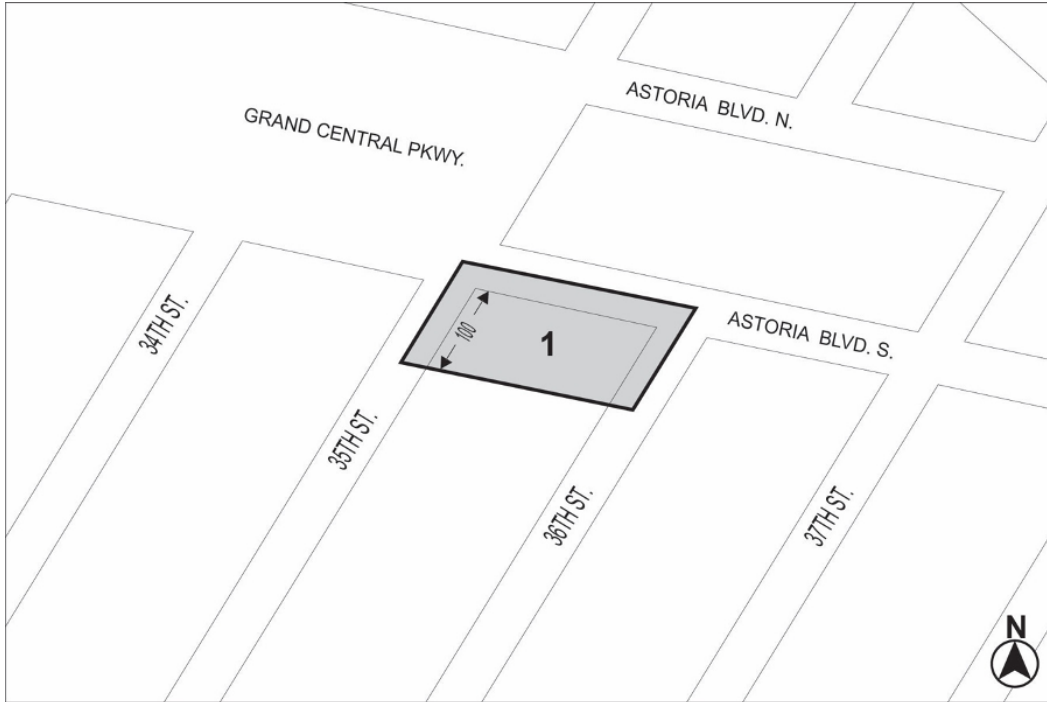 ASTORIA BLVD. N.
GRAND CENTRAL PKWY.
34TH ST.
100
1
ASTORIA BLVD. S.
35TH ST.
36TH ST.
37TH ST.
N